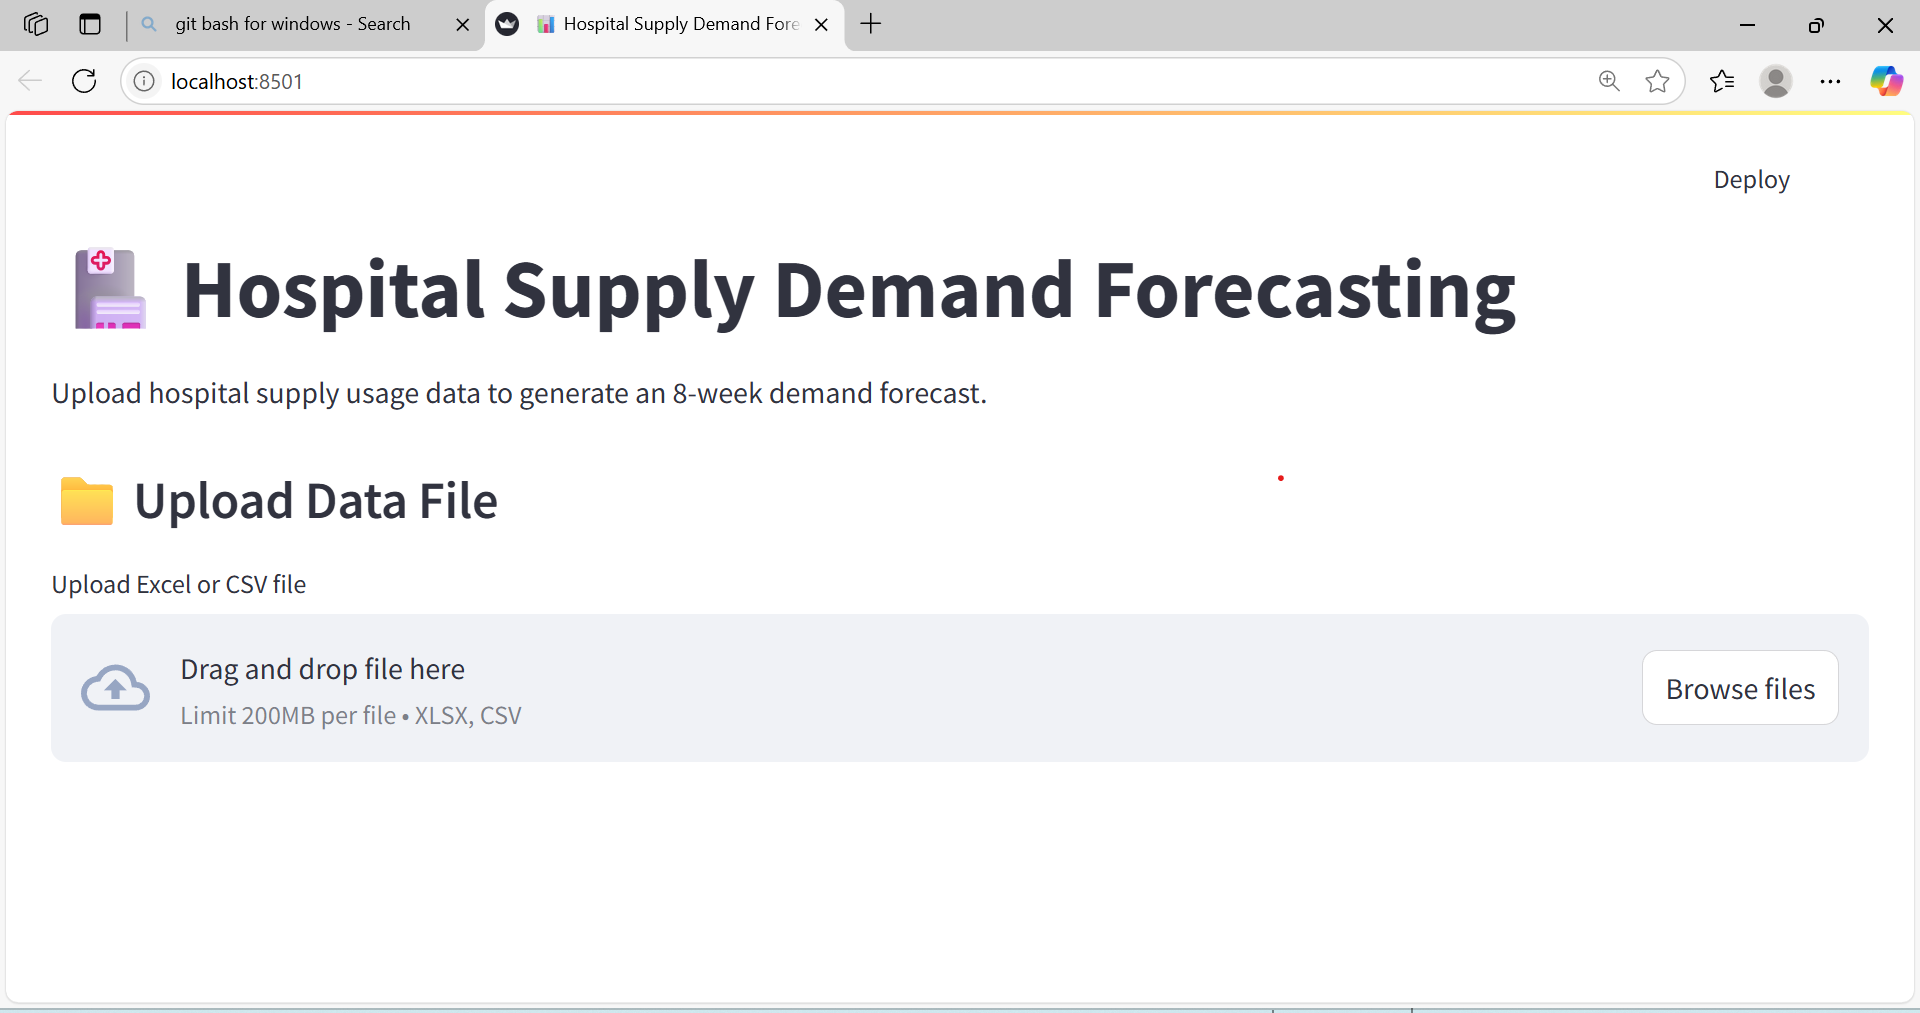 git bash for windows - Search
Hospital Supply Demand Fore
localhost:8501
Deploy
Hospital Supply Demand Forecasting
Upload hospital supply usage data to generate an 8-week demand forecast.
Upload Data File
Upload Excel or CSV file
Drag and drop file here
Limit 200MB per file • XLSX, CSV
Browse files